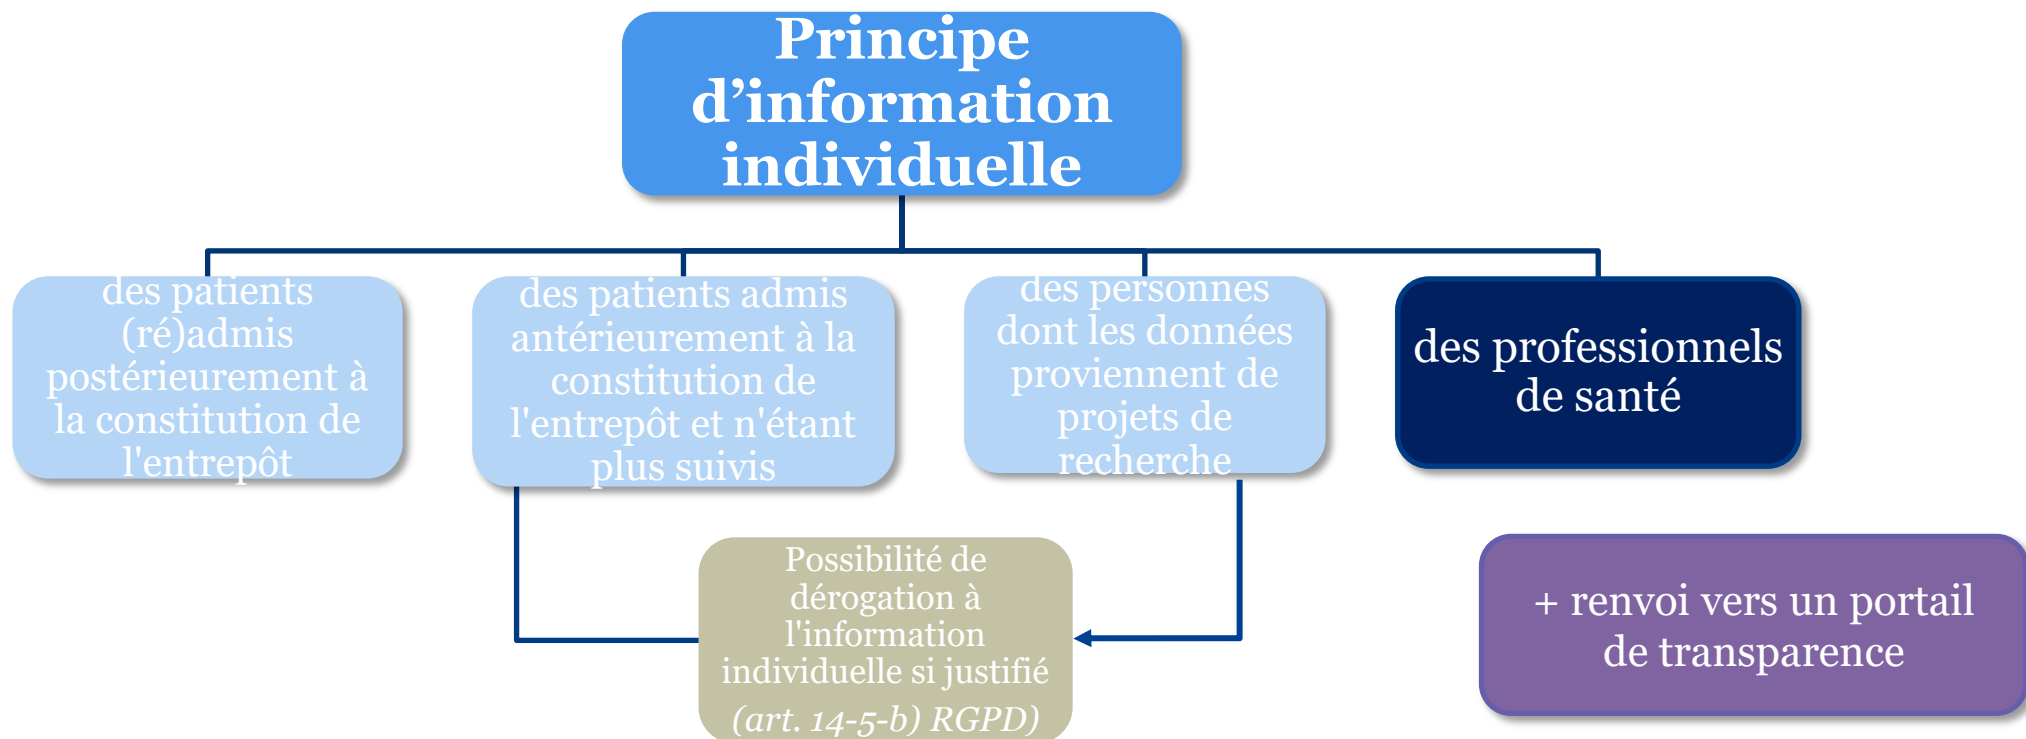 Principe
d’information
individuelle
des patients
(ré)admis
postérieurement à
la constitution de
l'entrepôt
des patients admis
antérieurement à la
constitution de
l'entrepôt et n'étant
plus suivis
des personnes
dont les données
proviennent de
projets de
recherche
des professionnels
de santé
Possibilité de
dérogation à
l'information
individuelle si justifié
(art. 14-5-b) RGPD)
+ renvoi vers un portail
de transparence